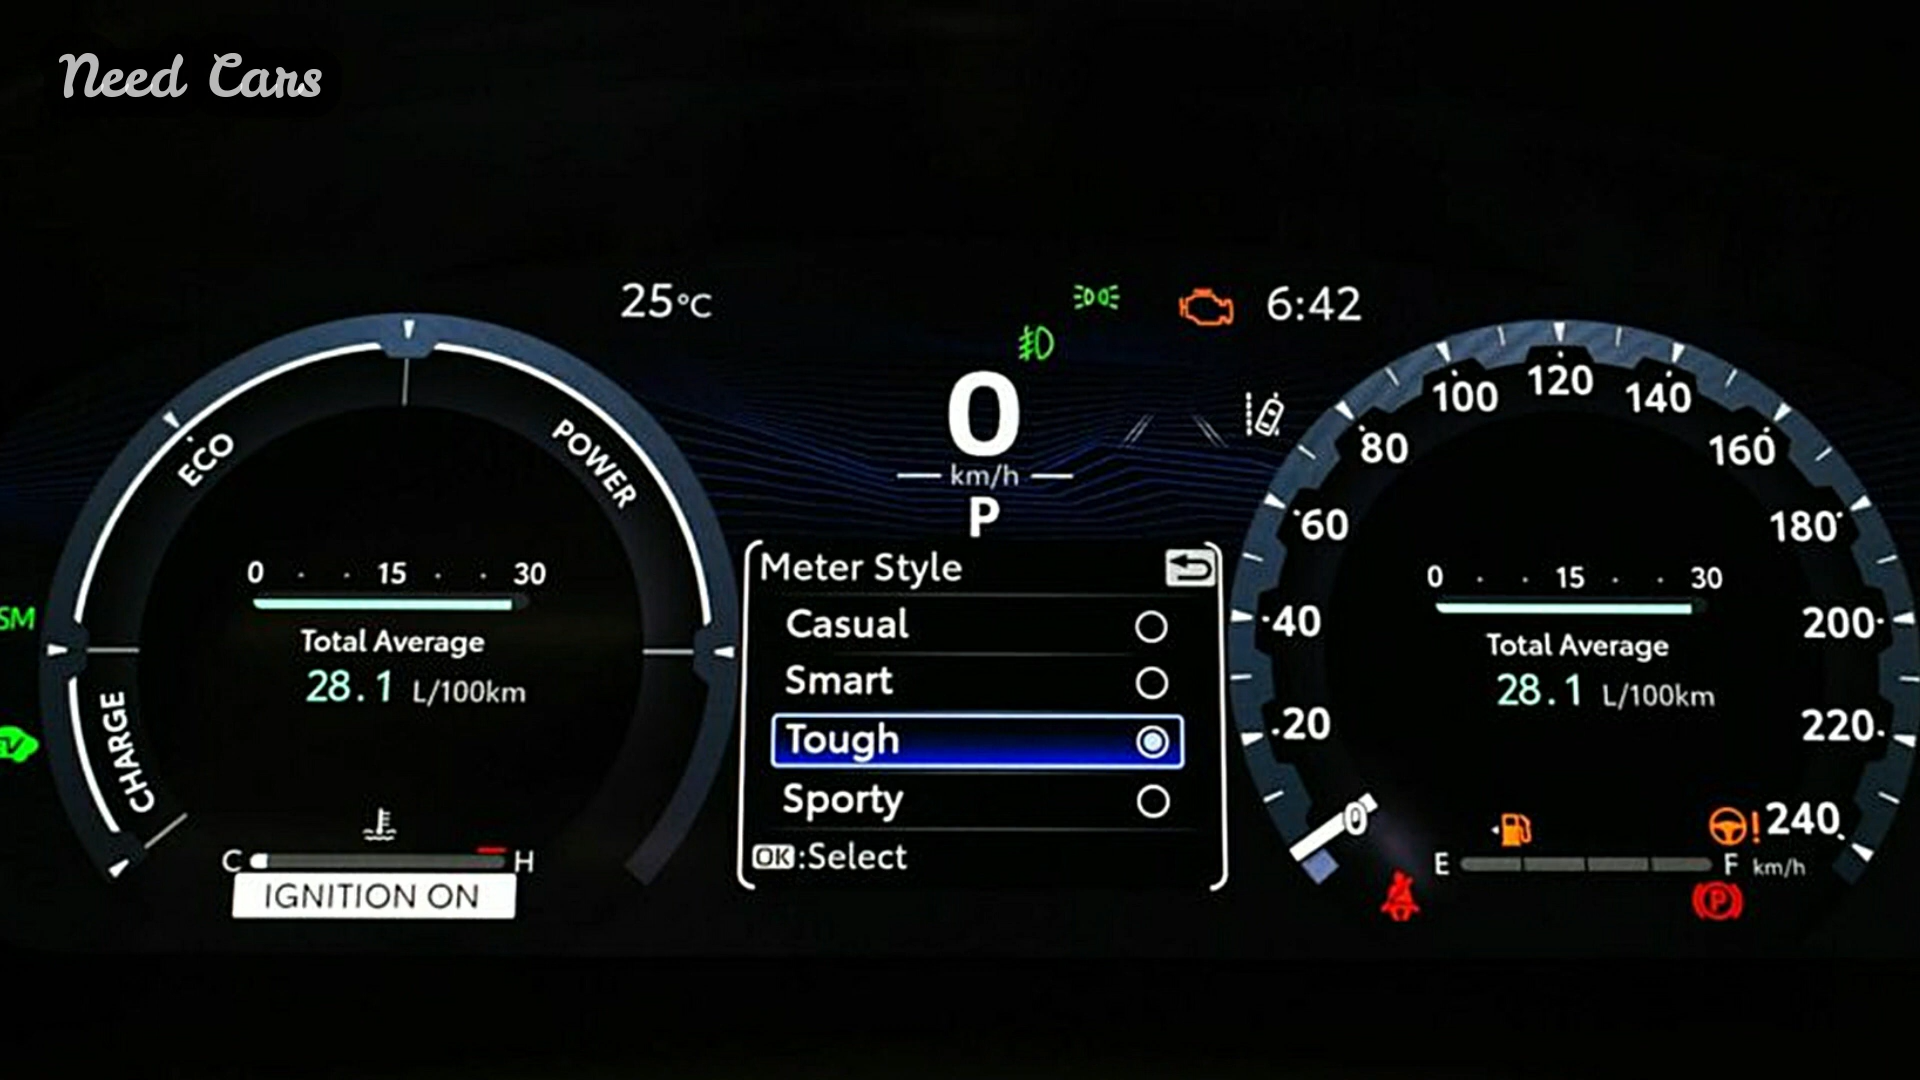 Need Cars
25°C
6:42
0
km/h
P
ECO
POWER
CHARGE
0 15 30
Total Average
28.1 L/100km
C H
IGNITION ON
SM
EV
Meter Style
Casual
Smart
Tough
Sporty
OK:Select
0
20
40
60
80
100
120
140
160
180
200
220
240
km/h
0 15 30
Total Average
28.1 L/100km
E F
P